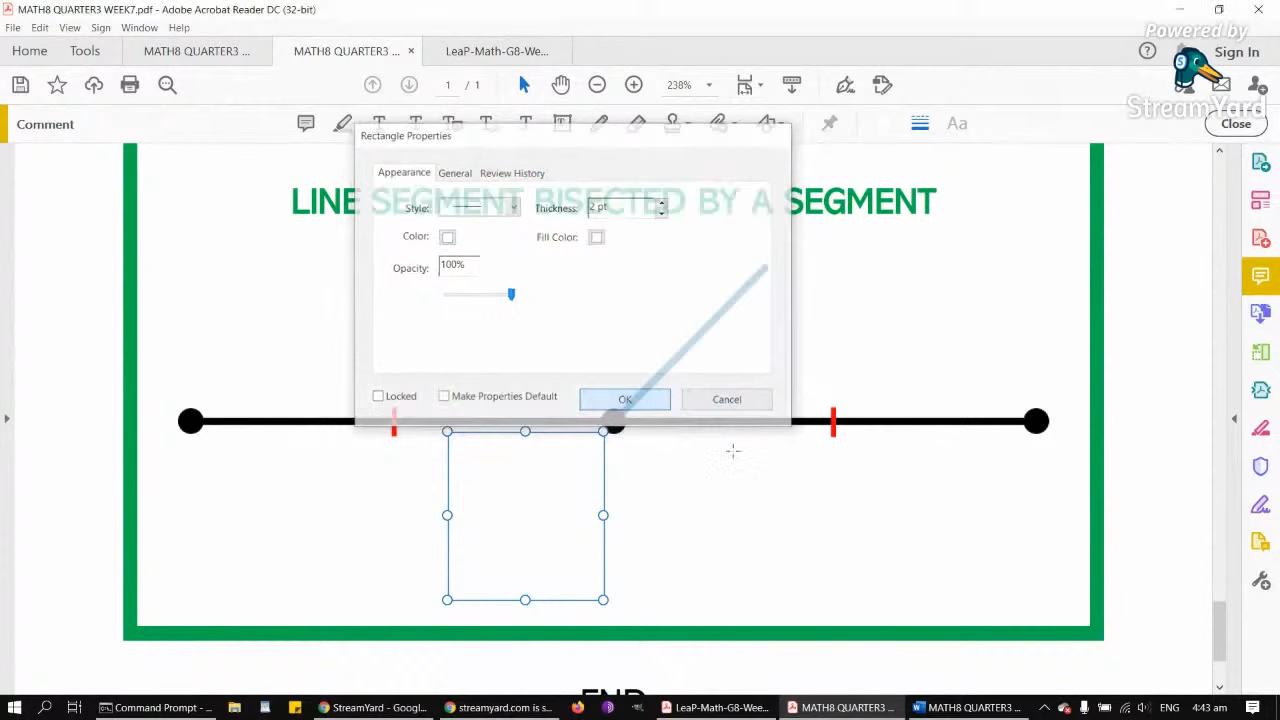 MATH8 QUARTER3 WEEK7.pdf - Adobe Acrobat Reader DC (32-bit)
File Edit View Sign Window Help
Powered by
StreamYard
Home Tools MATH8 QUARTER3 ... MATH8 QUARTER3 ... × LeaP-Math-G8-We... Sign In
1 / 1 238%
Comment Aa Close
Rectangle Properties
Appearance General Review History
LINE SEGMENT BISECTED BY A SEGMENT
Style: Thickness: 2 pt
Color: Fill Color:
Opacity: 100%
Locked Make Properties Default OK Cancel
END
Command Prompt - ... StreamYard - Googl... streamyard.com is s... LeaP-Math-G8-Wee... MATH8 QUARTER3 ... MATH8 QUARTER3 ... ENG 4:43 am